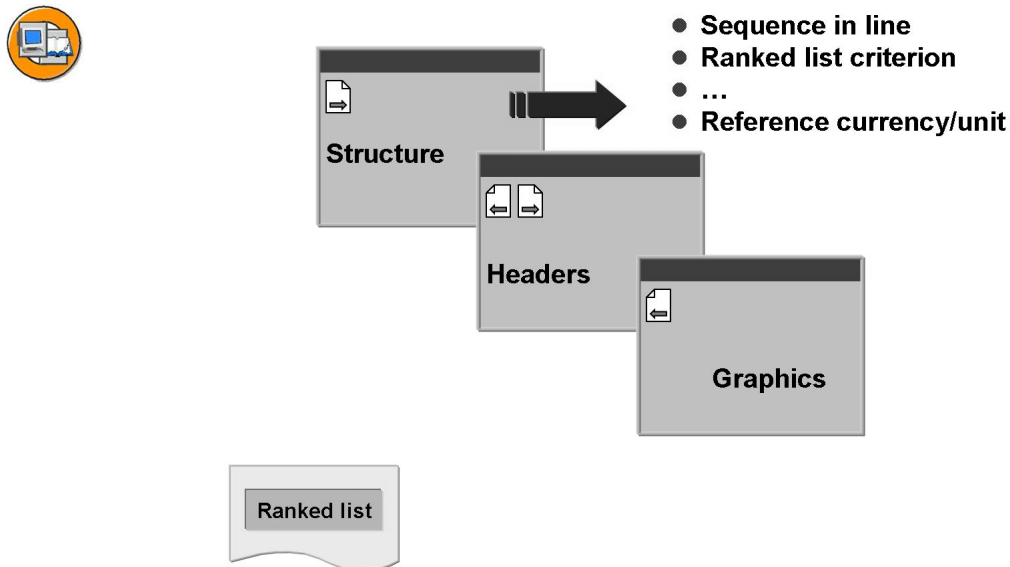 ● Sequence in line
● Ranked list criterion
● ...
● Reference currency/unit
Structure
Headers
Graphics
Ranked list